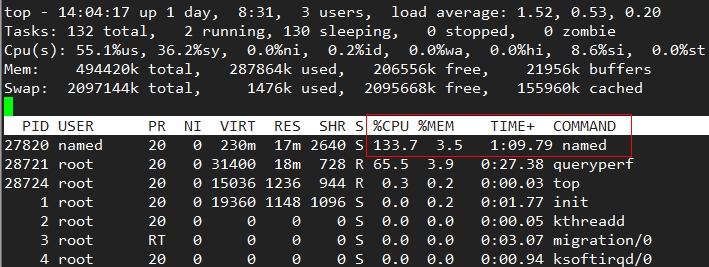 top - 14:04:17 up 1 day,  8:31,  3 users,  load average: 1.52, 0.53, 0.20
Tasks: 132 total,   2 running, 130 sleeping,   0 stopped,   0 zombie
Cpu(s): 55.1%us, 36.2%sy,  0.0%ni,  0.2%id,  0.0%wa,  0.0%hi,  8.6%si,  0.0%st
Mem:    494420k total,   287864k used,   206556k free,    21956k buffers
Swap:  2097144k total,     1476k used,  2095668k free,   155960k cached
PID USER      PR  NI  VIRT  RES  SHR S %CPU %MEM    TIME+  COMMAND
27820 named     20   0  230m  17m 2640 S 133.7  3.5   1:09.79 named
28721 root      20   0 31400  18m  728 R 65.5  3.9   0:27.38 queryperf
28724 root      20   0 15036 1236  944 R  0.3  0.2   0:00.03 top
1 root      20   0 19360 1148 1096 S  0.0  0.2   0:01.77 init
2 root      20   0     0    0    0 S  0.0  0.0   0:00.05 kthreadd
3 root      RT   0     0    0    0 S  0.0  0.0   0:03.07 migration/0
4 root      20   0     0    0    0 S  0.0  0.0   0:00.94 ksoftirqd/0